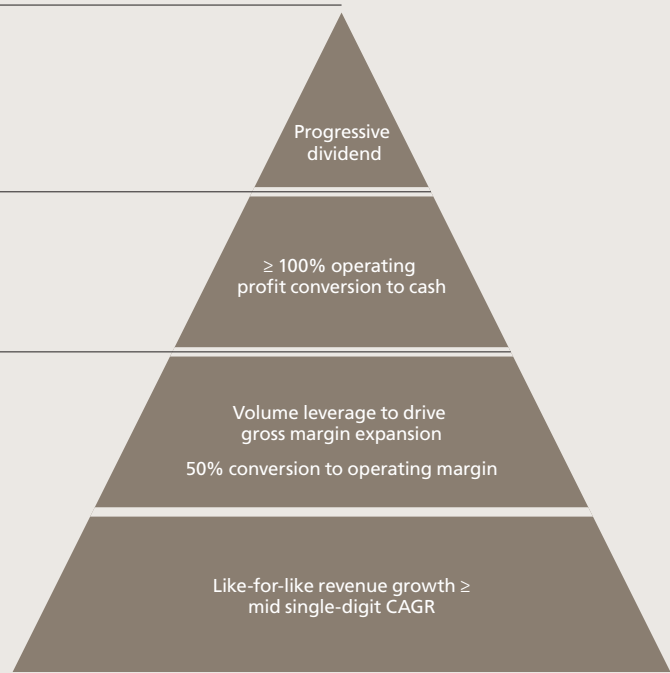 Progressive
dividend
≥ 100% operating
profit conversion to cash
Volume leverage to drive
gross margin expansion
50% conversion to operating margin
Like-for-like revenue growth ≥
mid single-digit CAGR